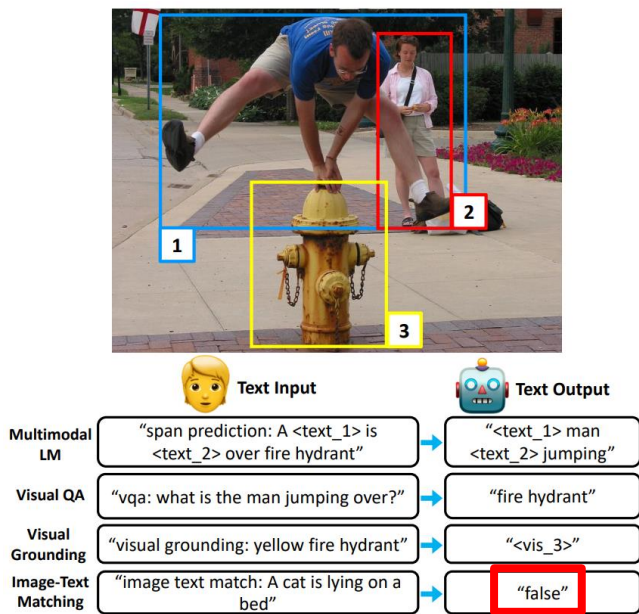 1
2
3
Text Input
Text Output
Multimodal
LM
“span prediction: A <text_1> is
<text_2> over fire hydrant”
“<text_1> man
<text_2> jumping”
Visual QA
“vqa: what is the man jumping over?”
“fire hydrant”
Visual
Grounding
“visual grounding: yellow fire hydrant”
“<vis_3>”
Image-Text
Matching
“image text match: A cat is lying on a
bed”
“false”